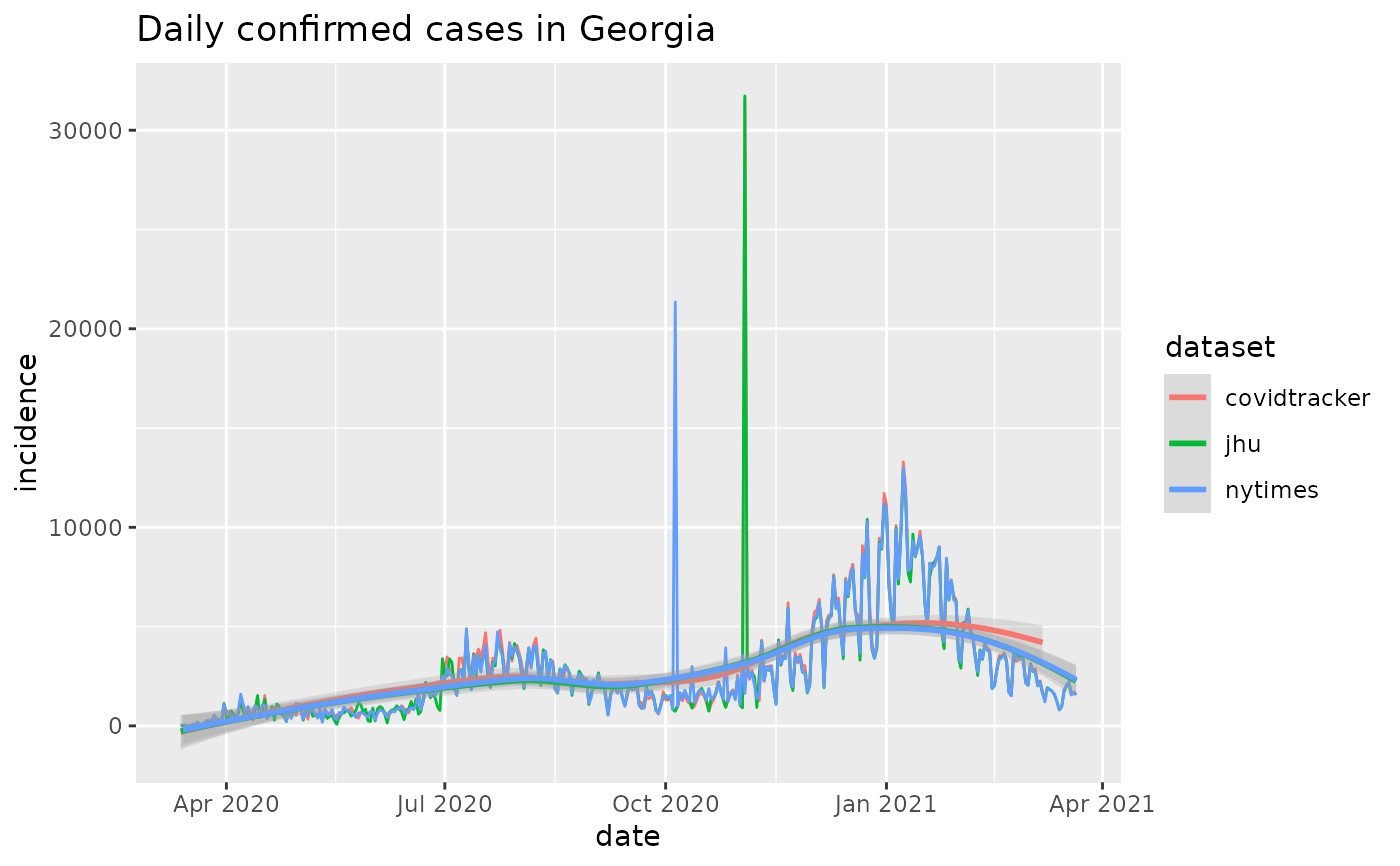 Daily confirmed cases in Georgia
incidence
30000
20000
10000
0
Apr 2020
Jul 2020
Oct 2020
Jan 2021
Apr 2021
date
dataset
covidtracker
jhu
nytimes